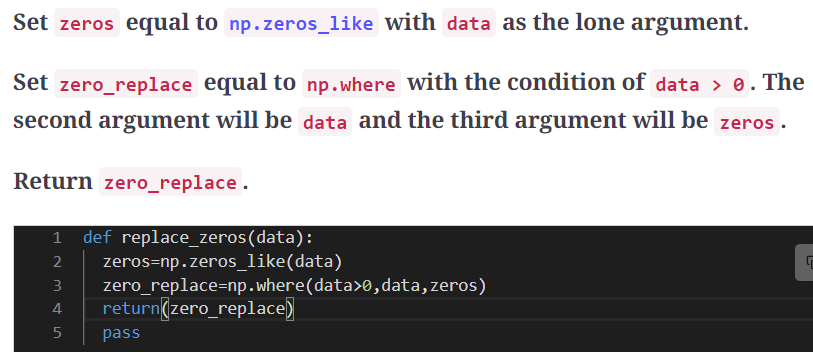 Set zeros equal to np.zeros_like with data as the lone argument.
Set zero_replace equal to np.where with the condition of data > 0. The
second argument will be data and the third argument will be zeros.
Return zero_replace.
1 def replace_zeros(data):
2   zeros=np.zeros_like(data)
3   zero_replace=np.where(data>0,data,zeros)
4   return(zero_replace)
5   pass